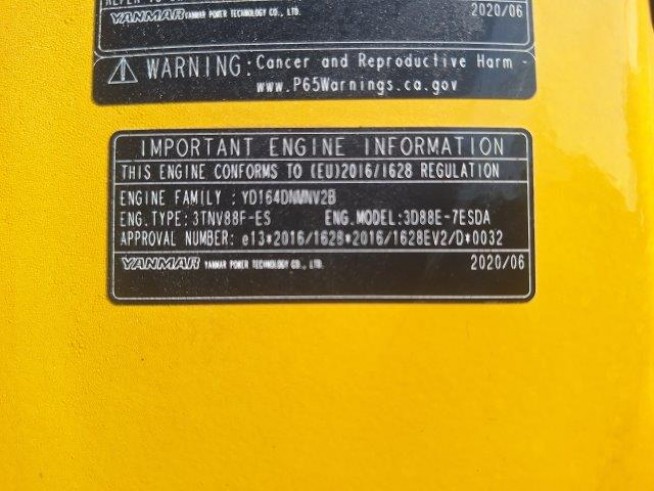 YANMAR YANMAR POWER TECHNOLOGY CO., LTD. 2020/06
WARNING: Cancer and Reproductive Harm -
www.P65Warnings.ca.gov
IMPORTANT ENGINE INFORMATION
THIS ENGINE CONFORMS TO (EU)2016/1628 REGULATION
ENGINE FAMILY : YD164DNMNV2B
ENG.TYPE: 3TNV88F-ES ENG.MODEL:3D88E-7ESDA
APPROVAL NUMBER: e13*2016/1628*2016/1628EV2/D*0032
YANMAR YANMAR POWER TECHNOLOGY CO., LTD. 2020/06